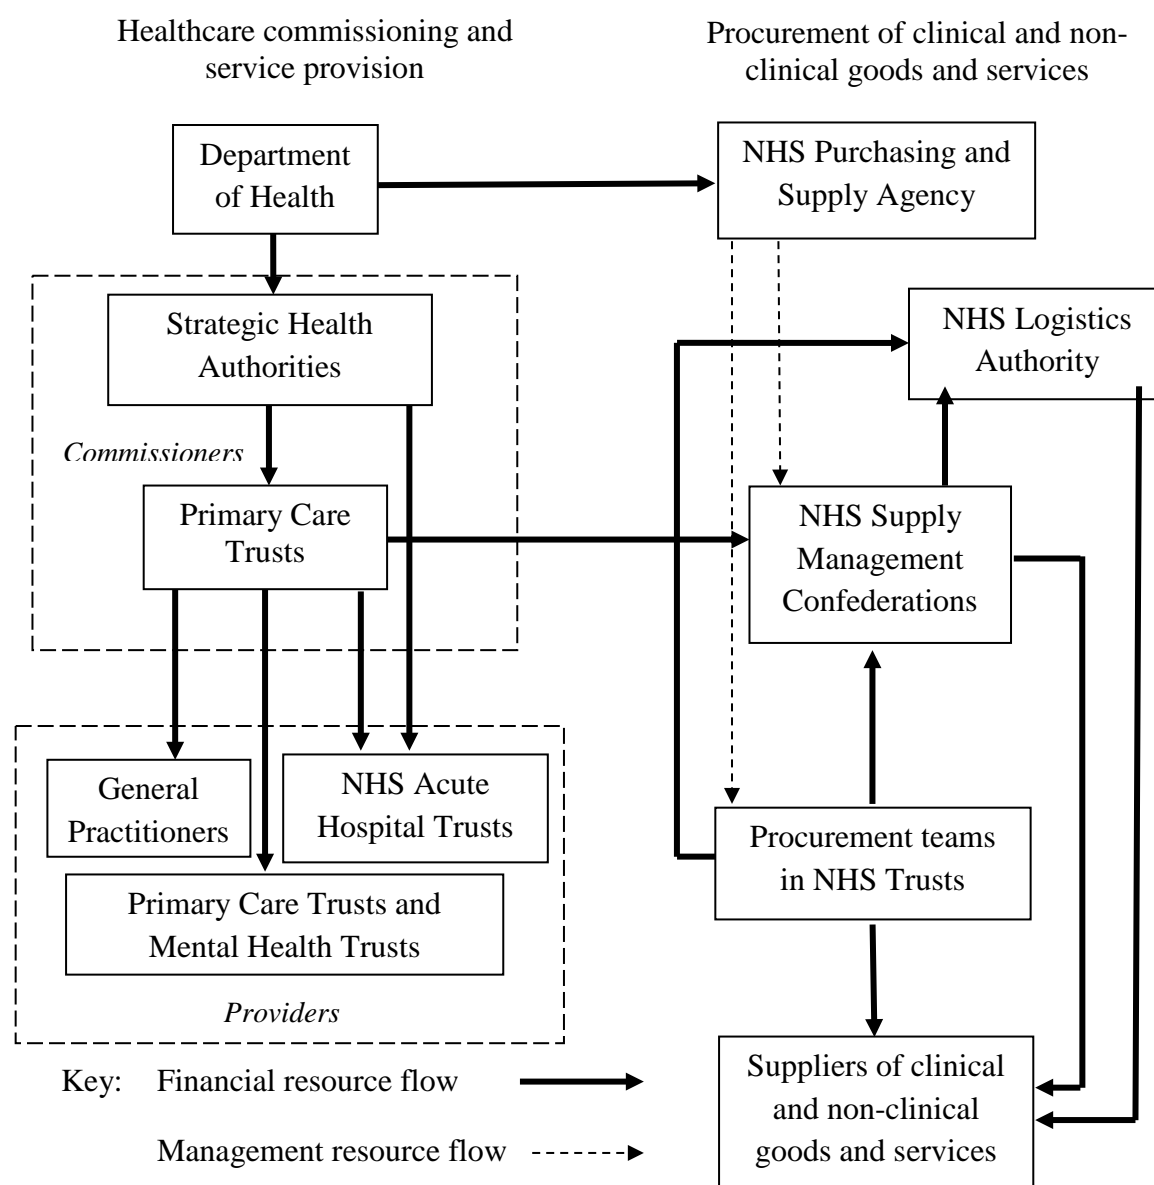 Healthcare commissioning and
service provision
Procurement of clinical and non-
clinical goods and services
Department
of Health
NHS Purchasing and
Supply Agency
Strategic Health
Authorities
NHS Logistics
Authority
Commissioners
Primary Care
Trusts
NHS Supply
Management
Confederations
General
Practitioners
NHS Acute
Hospital Trusts
Procurement teams
in NHS Trusts
Primary Care Trusts and
Mental Health Trusts
Providers
Suppliers of clinical
and non-clinical
goods and services
Key: Financial resource flow
Management resource flow